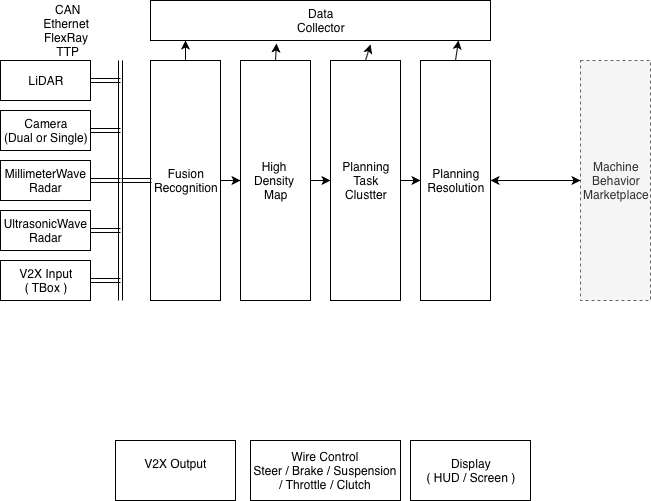 CAN
Ethernet
FlexRay
TTP
Data
Collector
LiDAR
Camera
(Dual or Single)
MillimeterWave
Radar
UltrasonicWave
Radar
V2X Input
( TBox )
Fusion
Recognition
High
Density
Map
Planning
Task
Clustter
Planning
Resolution
Machine
Behavior
Marketplace
V2X Output
Wire Control
Steer / Brake / Suspension
/ Throttle / Clutch
Display
( HUD / Screen )